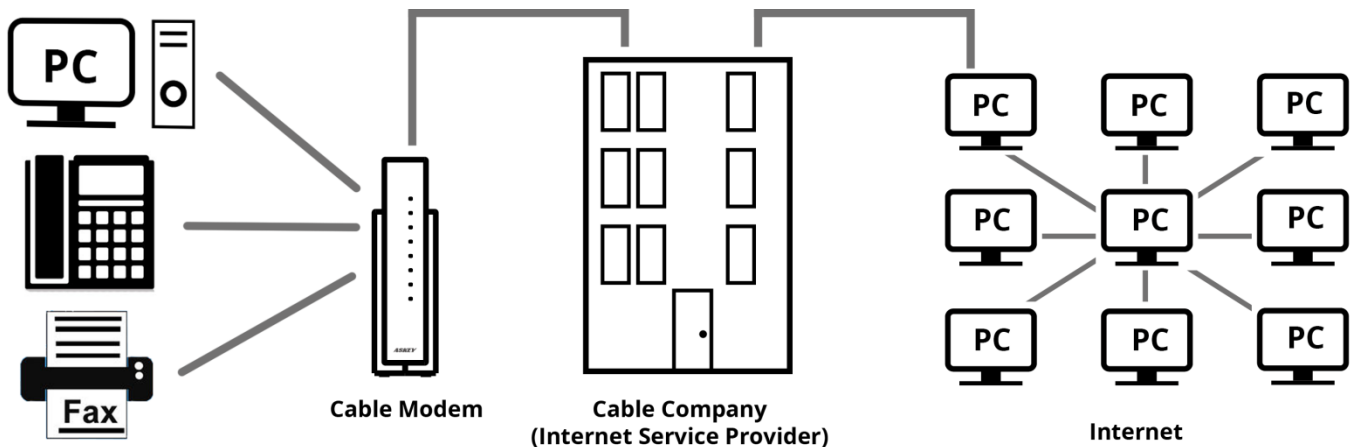 PC
Fax
ASKEY
Cable Modem
Cable Company
(Internet Service Provider)
PC
PC
PC
PC
PC
PC
PC
PC
PC
Internet